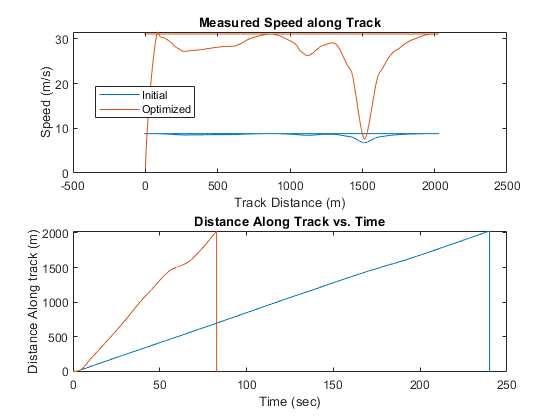 Measured Speed along Track
30
20
10
0
Speed (m/s)
Initial
Optimized
-500
0
500
1000
1500
2000
2500
Track Distance (m)
Distance Along Track vs. Time
2000
1500
1000
500
0
Distance Along track (m)
0
50
100
150
200
250
Time (sec)